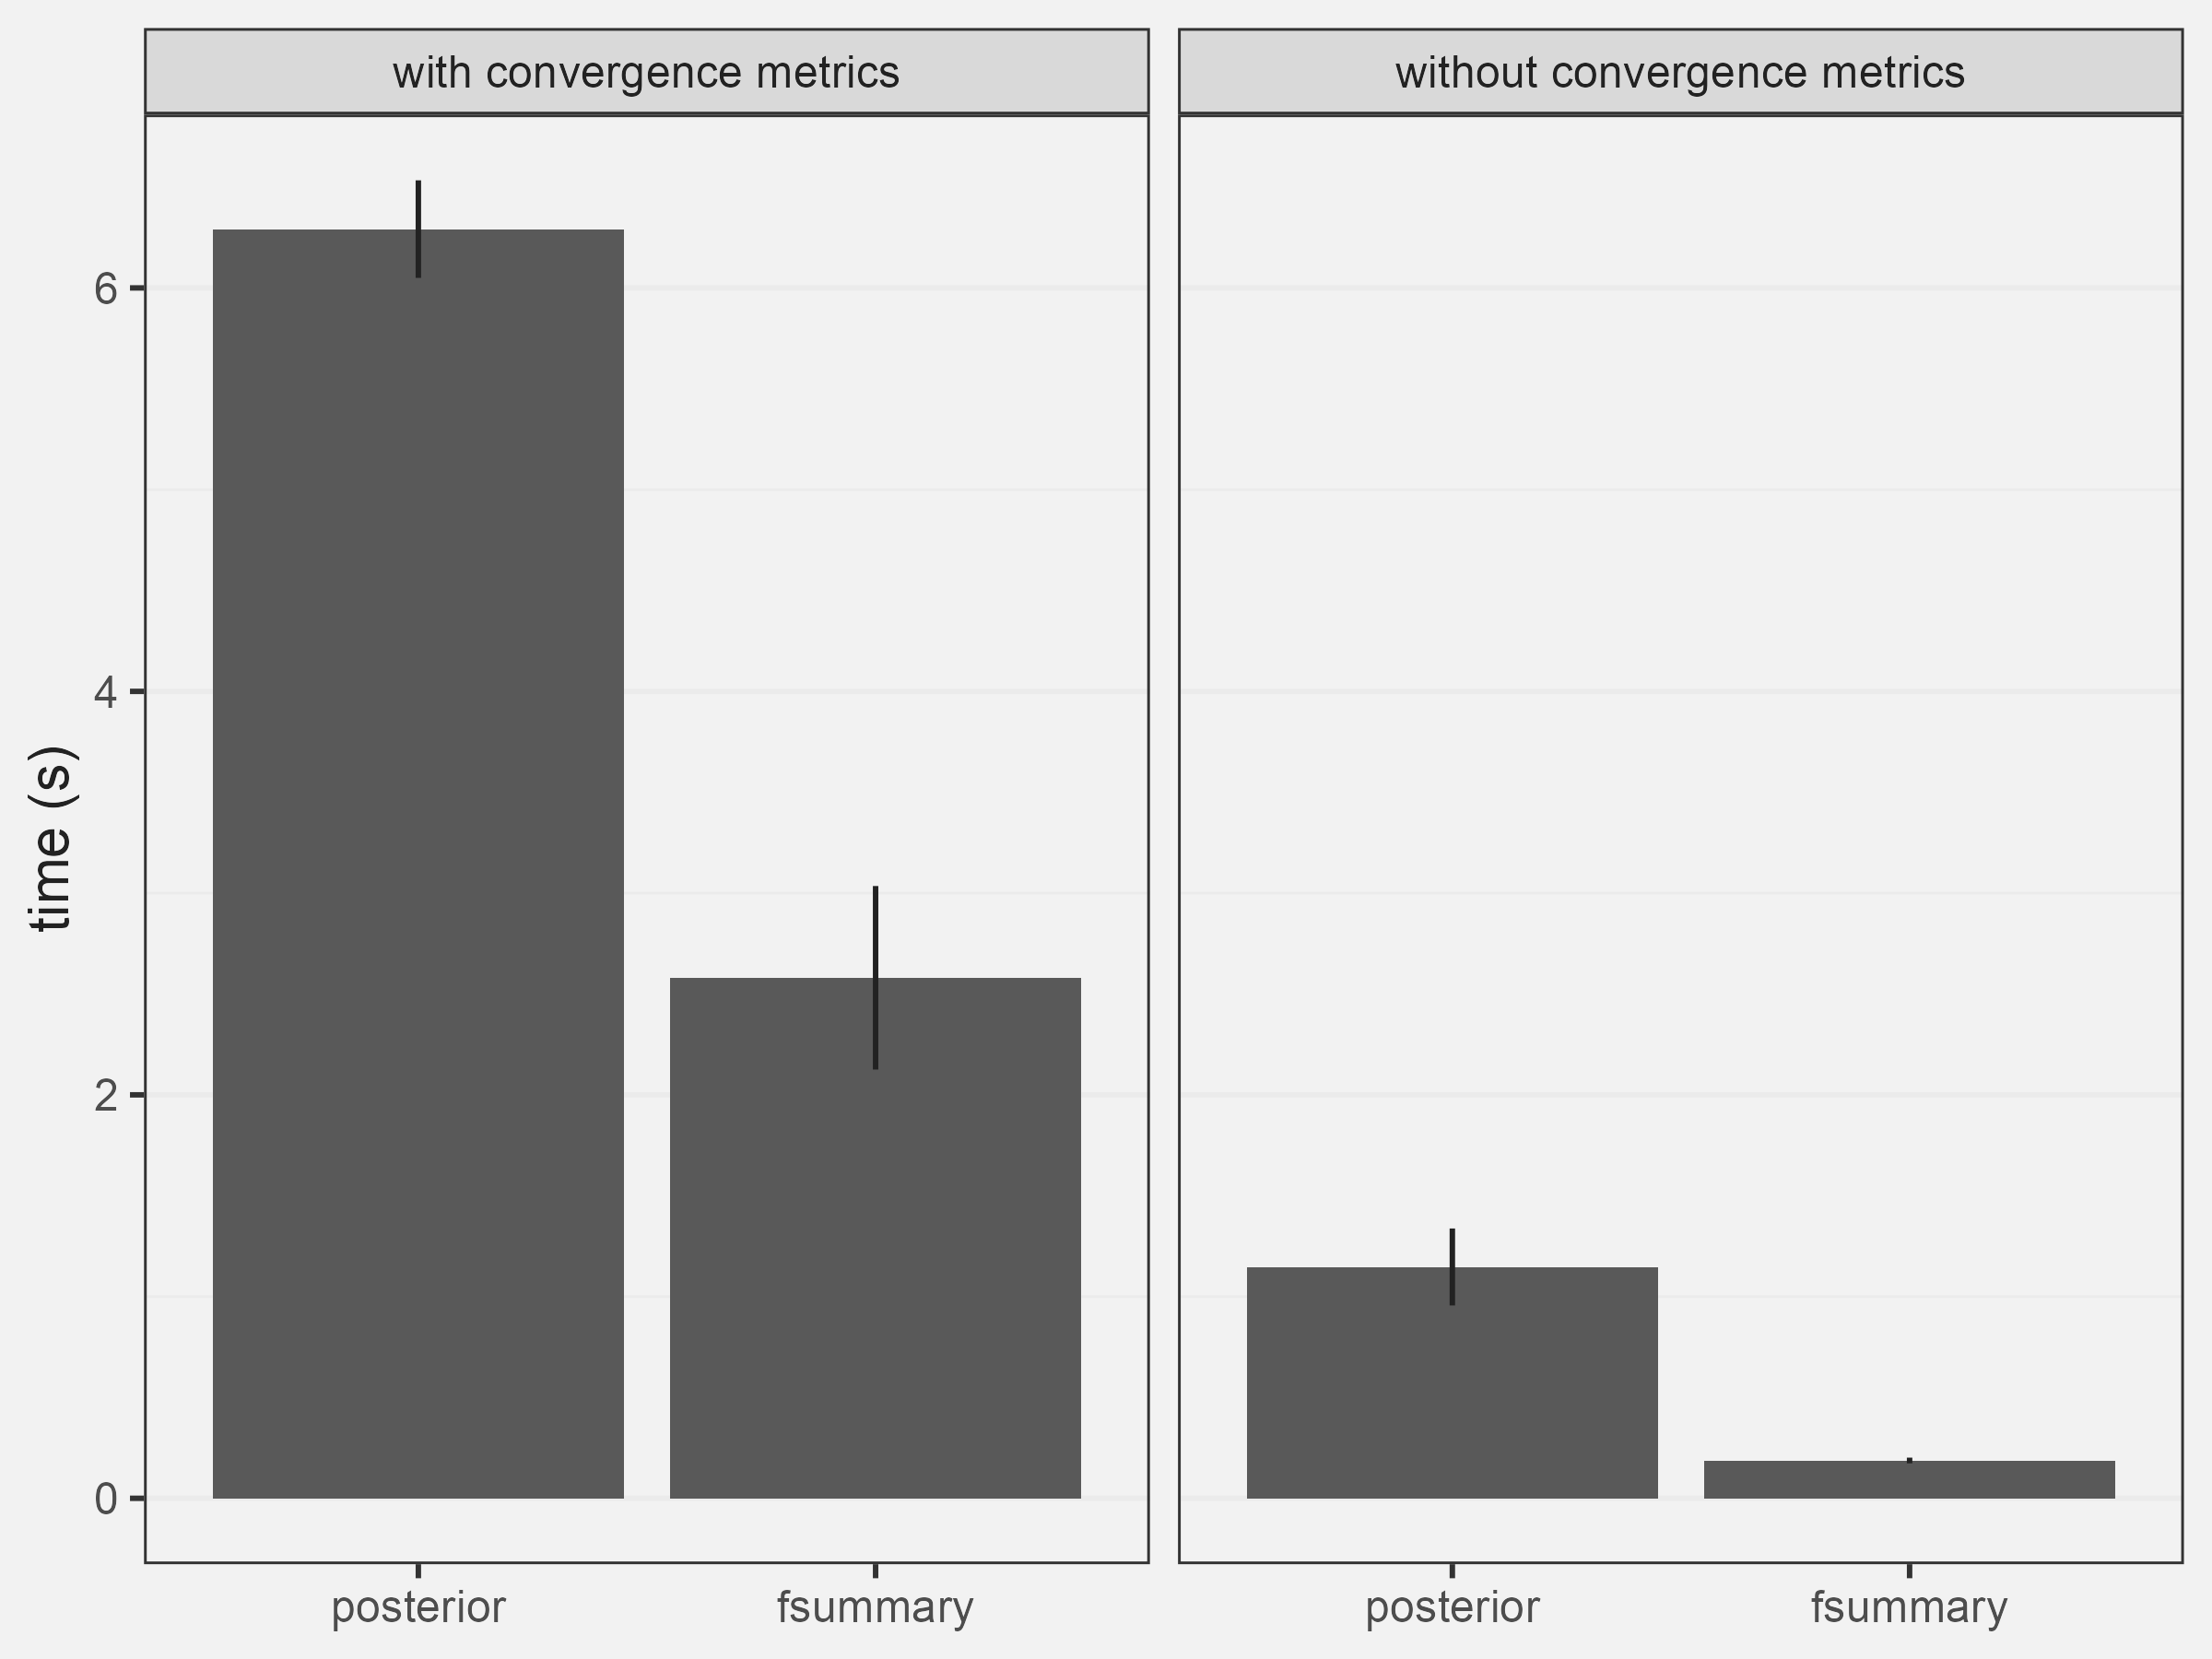 with convergence metrics
without convergence metrics
time (s)
6
4
2
0
posterior
fsummary
posterior
fsummary